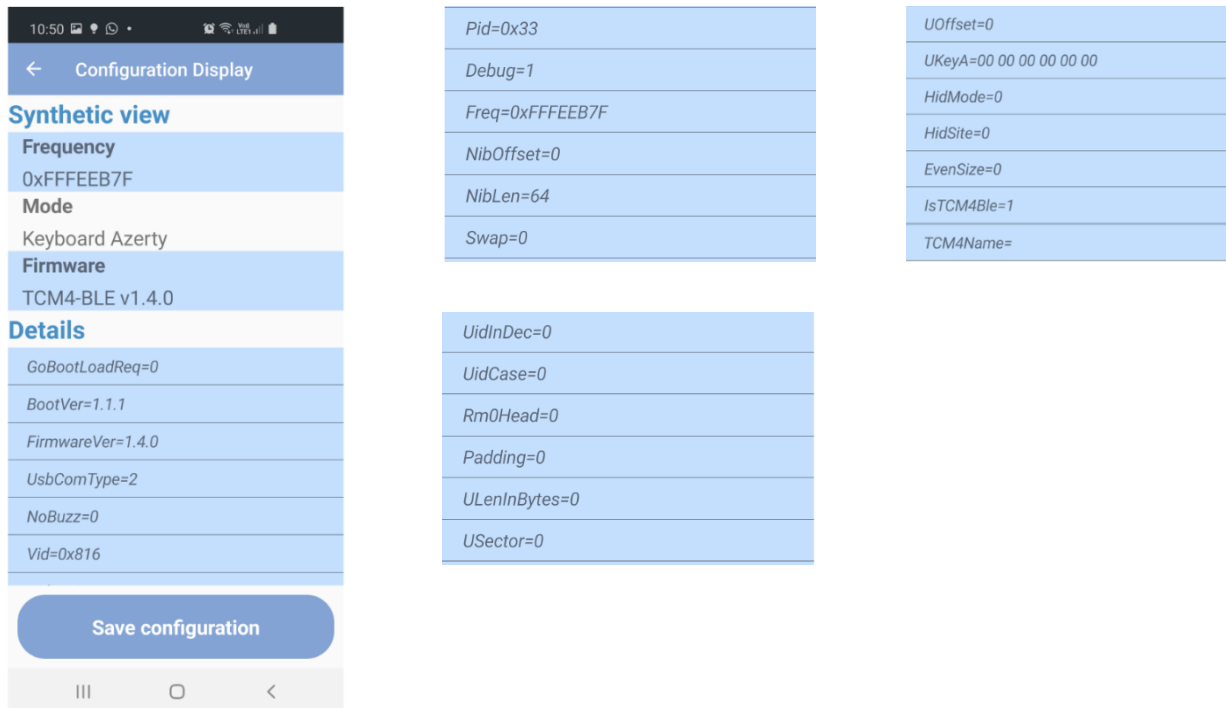 10:50
VoI) LTE1
Configuration Display
Synthetic view
Frequency
0xFFFEEB7F
Mode
Keyboard Azerty
Firmware
TCM4-BLE v1.4.0
Details
GoBootLoadReq=0
BootVer=1.1.1
FirmwareVer=1.4.0
UsbComType=2
NoBuzz=0
Vid=0x816
Save configuration
Pid=0x33
Debug=1
Freq=0xFFFEEB7F
NibOffset=0
NibLen=64
Swap=0
UidInDec=0
UidCase=0
Rm0Head=0
Padding=0
ULenInBytes=0
USector=0
UOffset=0
UKeyA=00 00 00 00 00 00
HidMode=0
HidSite=0
EvenSize=0
IsTCM4Ble=1
TCM4Name=